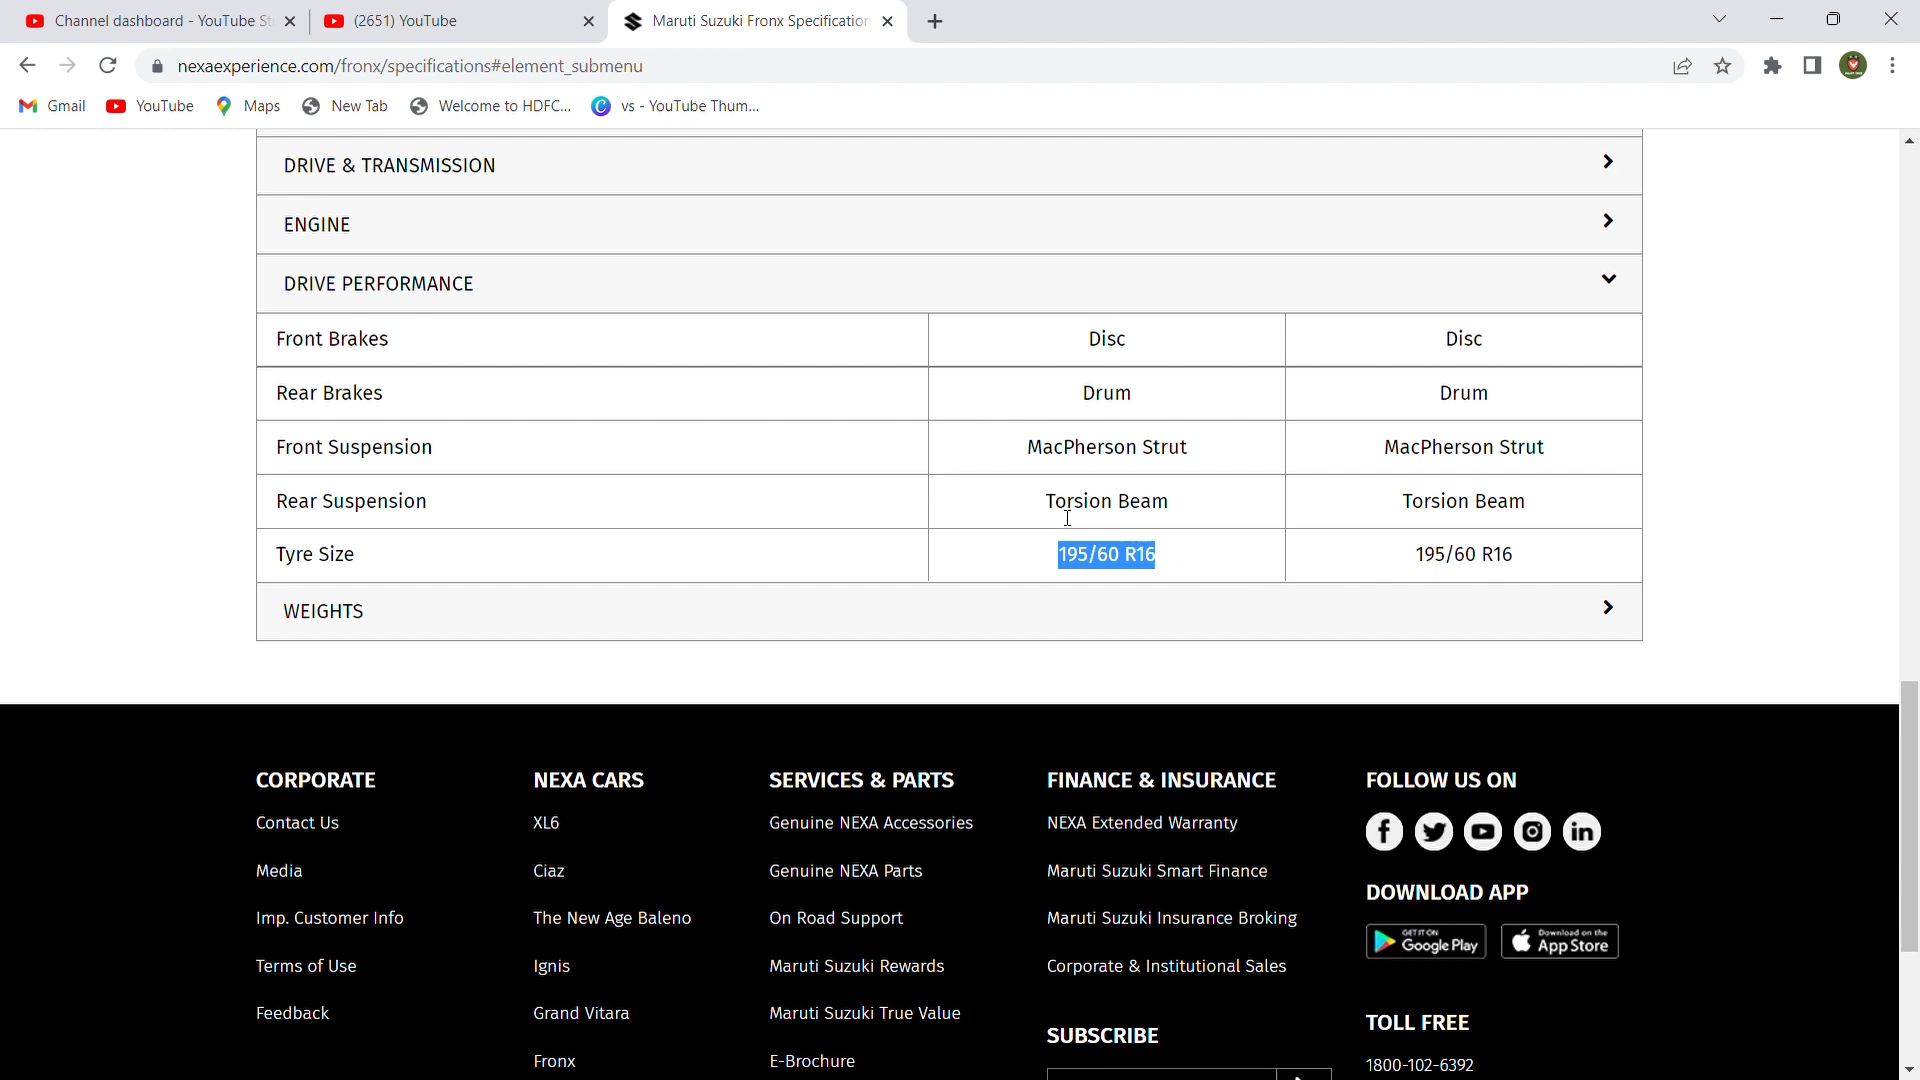 Channel dashboard - YouTube St
(2651) YouTube
Maruti Suzuki Fronx Specification
nexaexperience.com/fronx/specifications#element_submenu
Gmail
YouTube
Maps
New Tab
Welcome to HDFC...
vs - YouTube Thum...
DRIVE & TRANSMISSION
ENGINE
DRIVE PERFORMANCE
Front Brakes Disc Disc
Rear Brakes Drum Drum
Front Suspension MacPherson Strut MacPherson Strut
Rear Suspension Torsion Beam Torsion Beam
Tyre Size 195/60 R16 195/60 R16
WEIGHTS
CORPORATE
Contact Us
Media
Imp. Customer Info
Terms of Use
Feedback
NEXA CARS
XL6
Ciaz
The New Age Baleno
Ignis
Grand Vitara
Fronx
SERVICES & PARTS
Genuine NEXA Accessories
Genuine NEXA Parts
On Road Support
Maruti Suzuki Rewards
Maruti Suzuki True Value
E-Brochure
FINANCE & INSURANCE
NEXA Extended Warranty
Maruti Suzuki Smart Finance
Maruti Suzuki Insurance Broking
Corporate & Institutional Sales
SUBSCRIBE
FOLLOW US ON
DOWNLOAD APP
GET IT ON
Google Play
Download on the
App Store
TOLL FREE
1800-102-6392